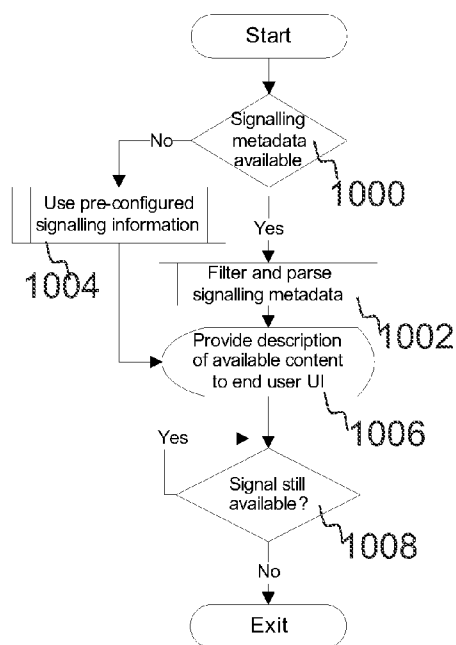 Start
Signalling
metadata
available
1000
No
Yes
Use pre-configured
signalling information
1004
Filter and parse
signalling metadata
1002
Provide description
of available content
to end user UI
1006
Yes
Signal still
available?
1008
No
Exit